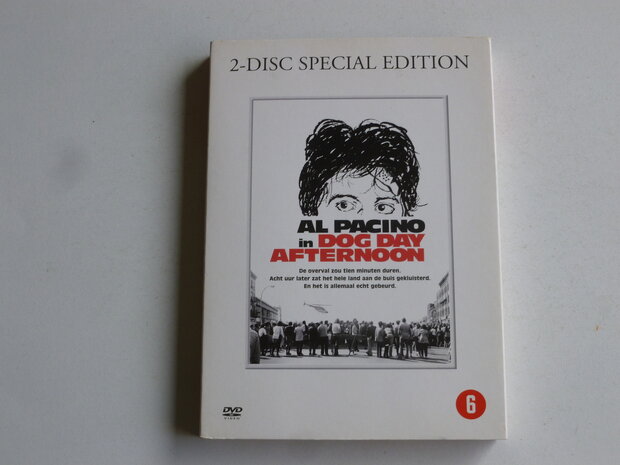 2-DISC SPECIAL EDITION
AL PACINO
in DOG DAY
AFTERNOON
De overval zou tien minuten duren.
Acht uur later zat het hele land aan de buis gekluisterd.
En het is allemaal echt gebeurd.
DVD
VIDEO
6